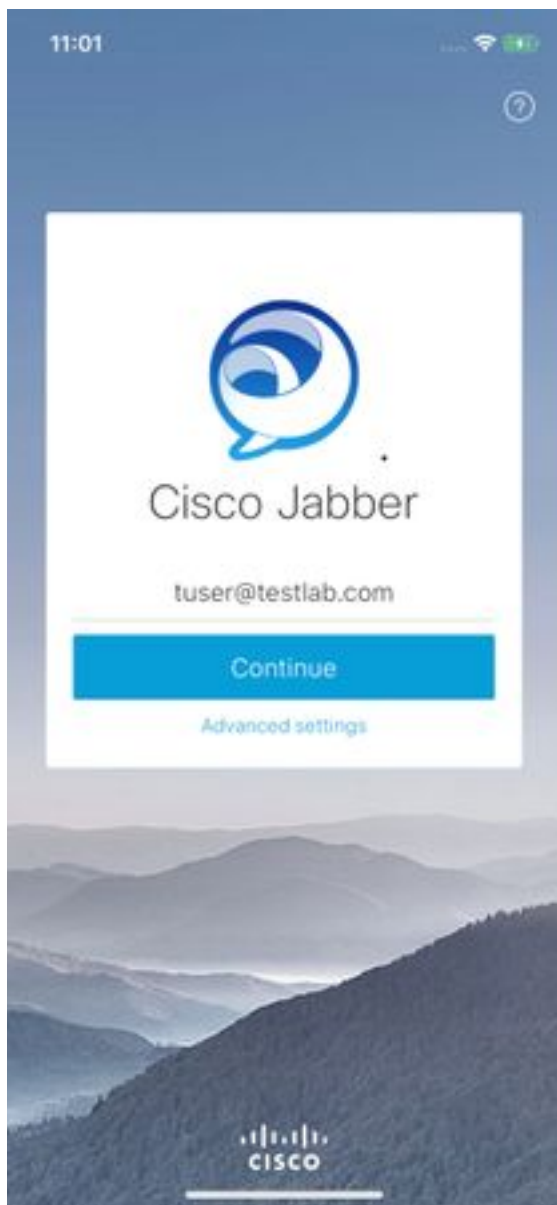 11:01
?
Cisco Jabber
tuser@testlab.com
Continue
Advanced settings
CISCO